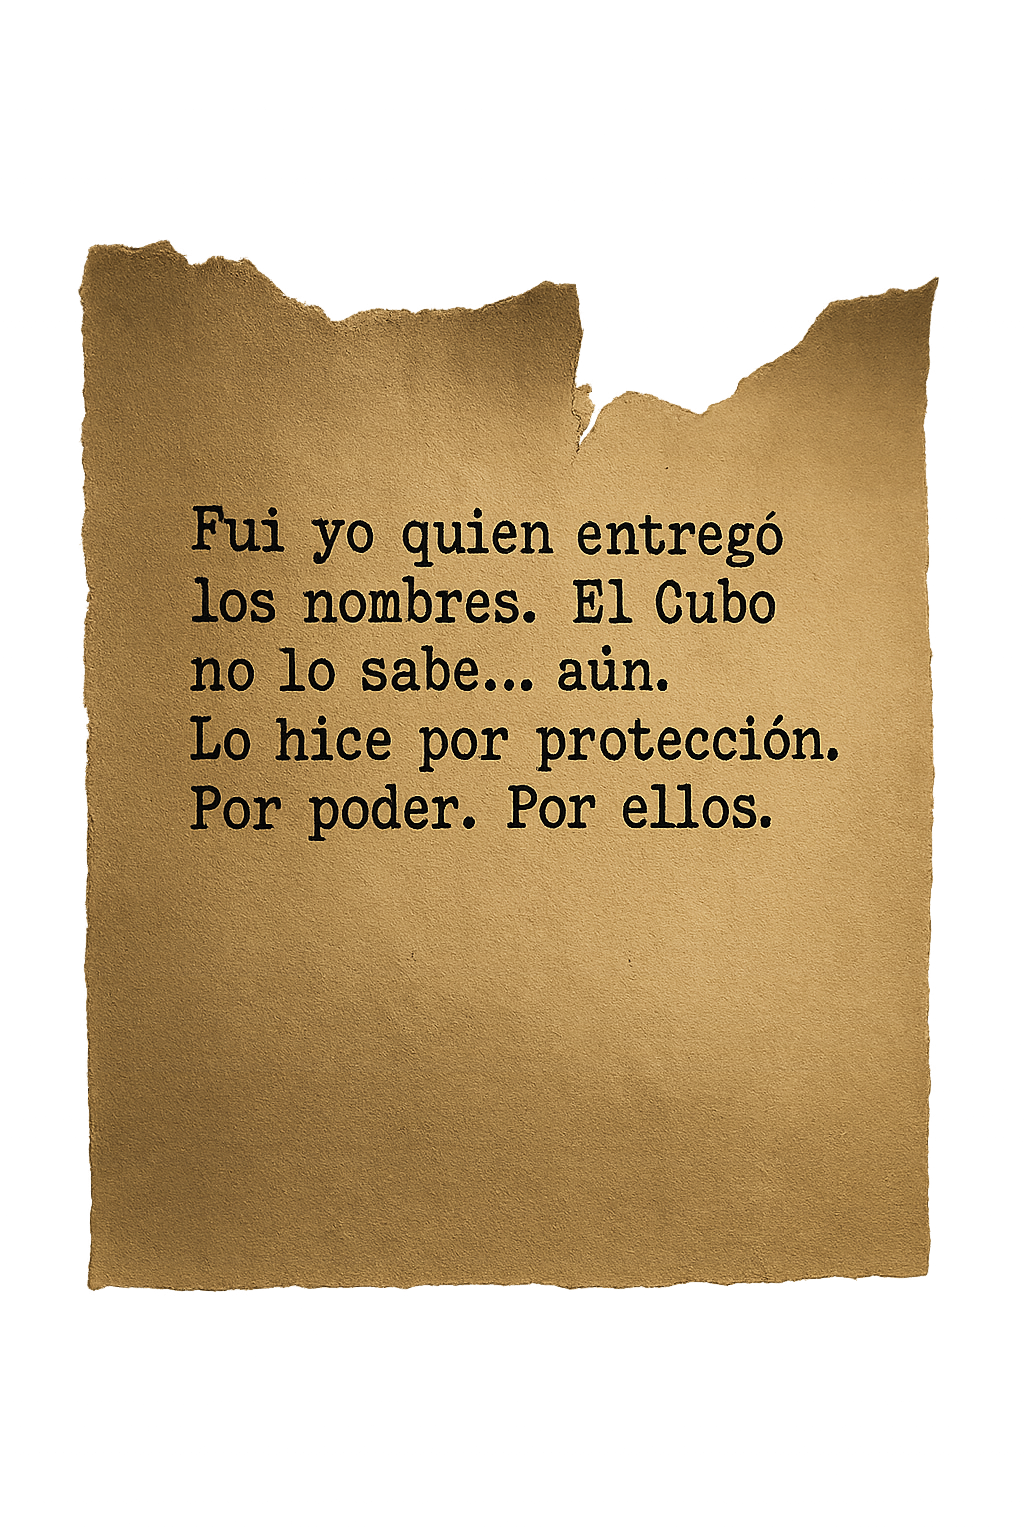 Fui yo quien entregó
los nombres. El Cubo
no lo sabe... aún.
Lo hice por protección.
Por poder. Por ellos.